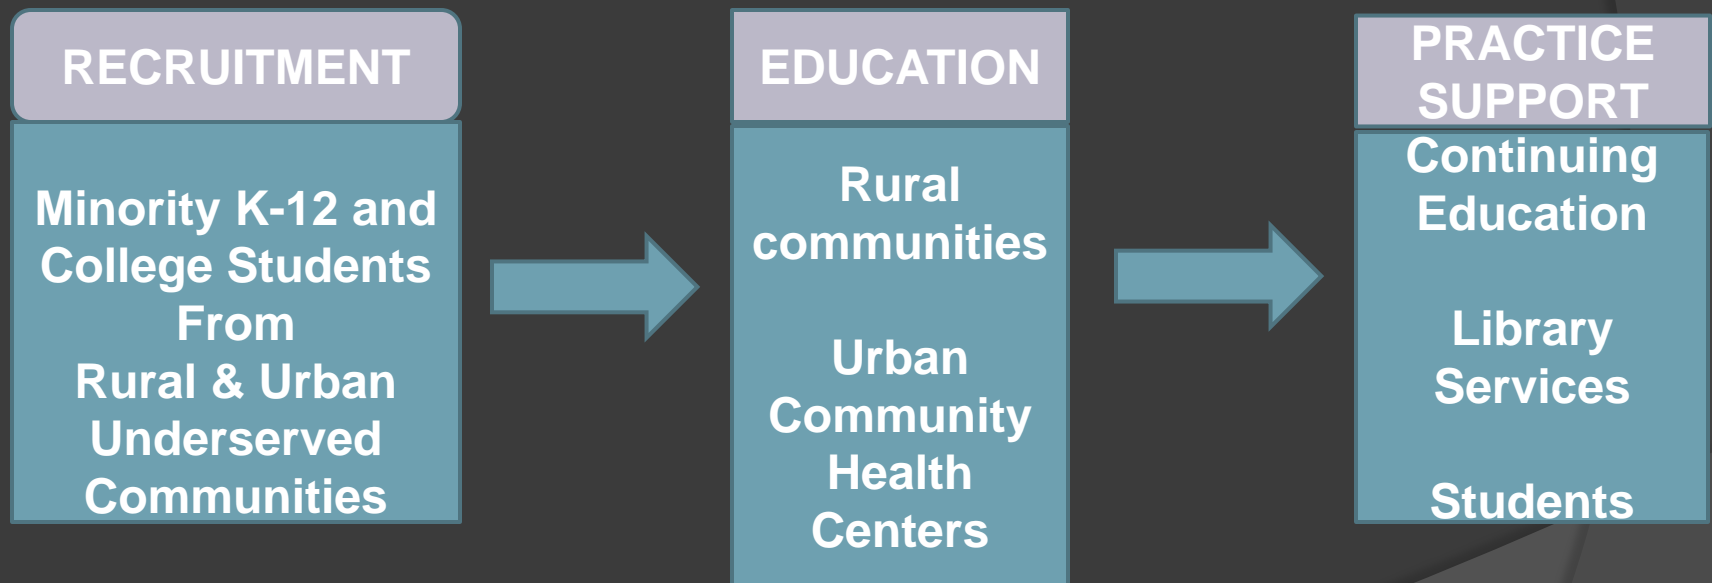 RECRUITMENT
Minority K-12 and
College Students
From
Rural & Urban
Underserved
Communities
EDUCATION
Rural
communities
Urban
Community
Health
Centers
PRACTICE
SUPPORT
Continuing
Education
Library
Services
Students